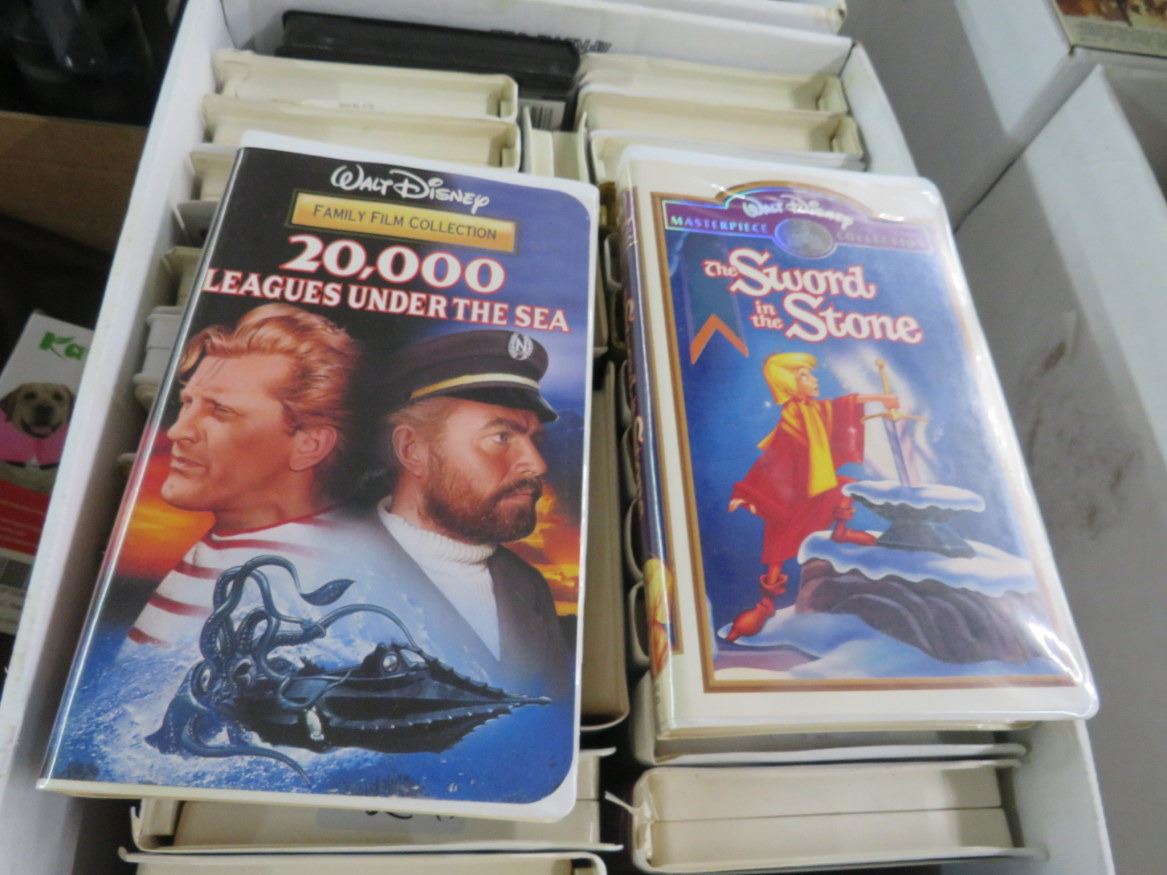 Walt Disney
FAMILY FILM COLLECTION
20,000
LEAGUES UNDER THE SEA
N
Walt Disney
MASTERPIECE COLLECTION
The Sword
in the Stone
Ka